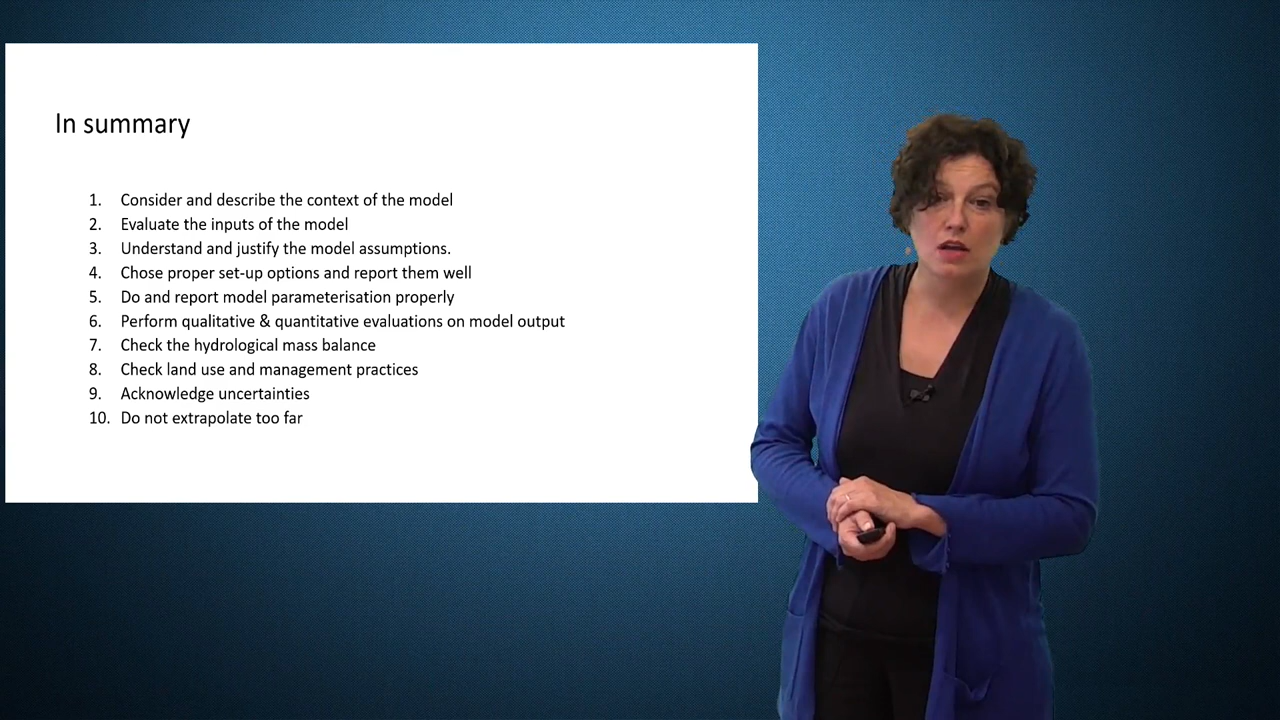 In summary
1. Consider and describe the context of the model
2. Evaluate the inputs of the model
3. Understand and justify the model assumptions.
4. Chose proper set-up options and report them well
5. Do and report model parameterisation properly
6. Perform qualitative & quantitative evaluations on model output
7. Check the hydrological mass balance
8. Check land use and management practices
9. Acknowledge uncertainties
10. Do not extrapolate too far